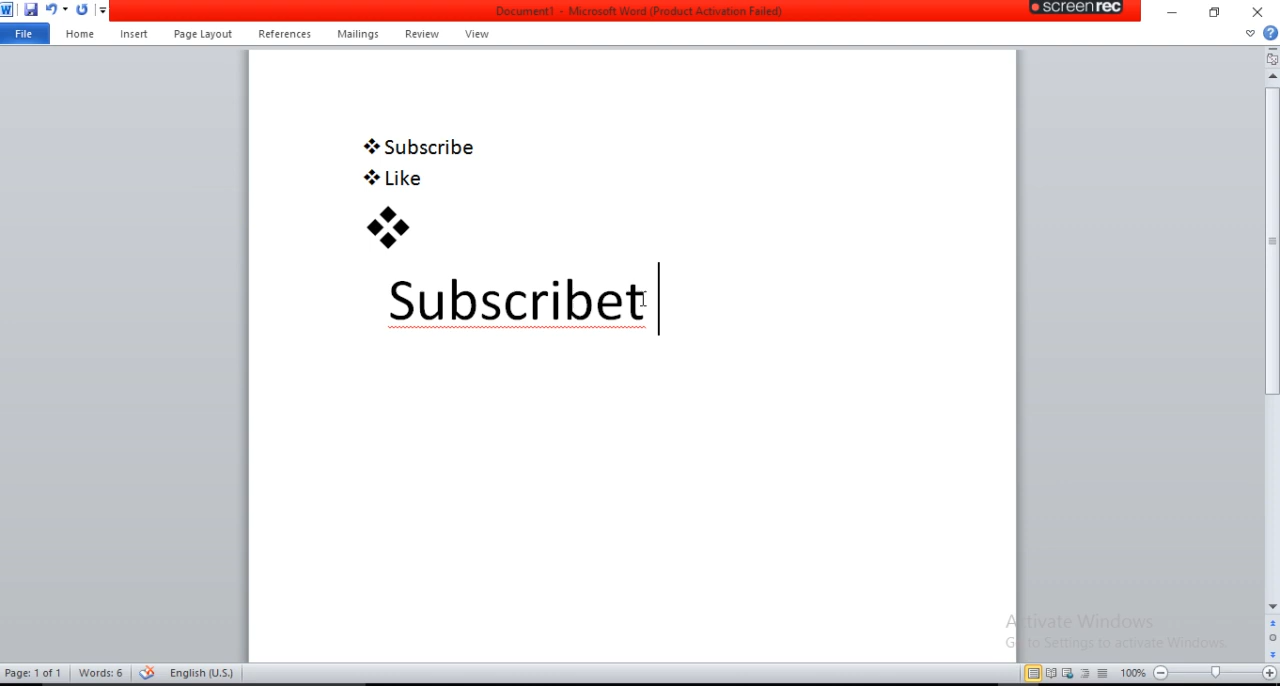 W
Document1 - Microsoft Word (Product Activation Failed)
screenrec
File Home Insert Page Layout References Mailings Review View
?
❖ Subscribe
❖ Like
❖
Subscribet
Activate Windows
Go to Settings to activate Windows.
Page: 1 of 1 Words: 6 English (U.S.) 100%